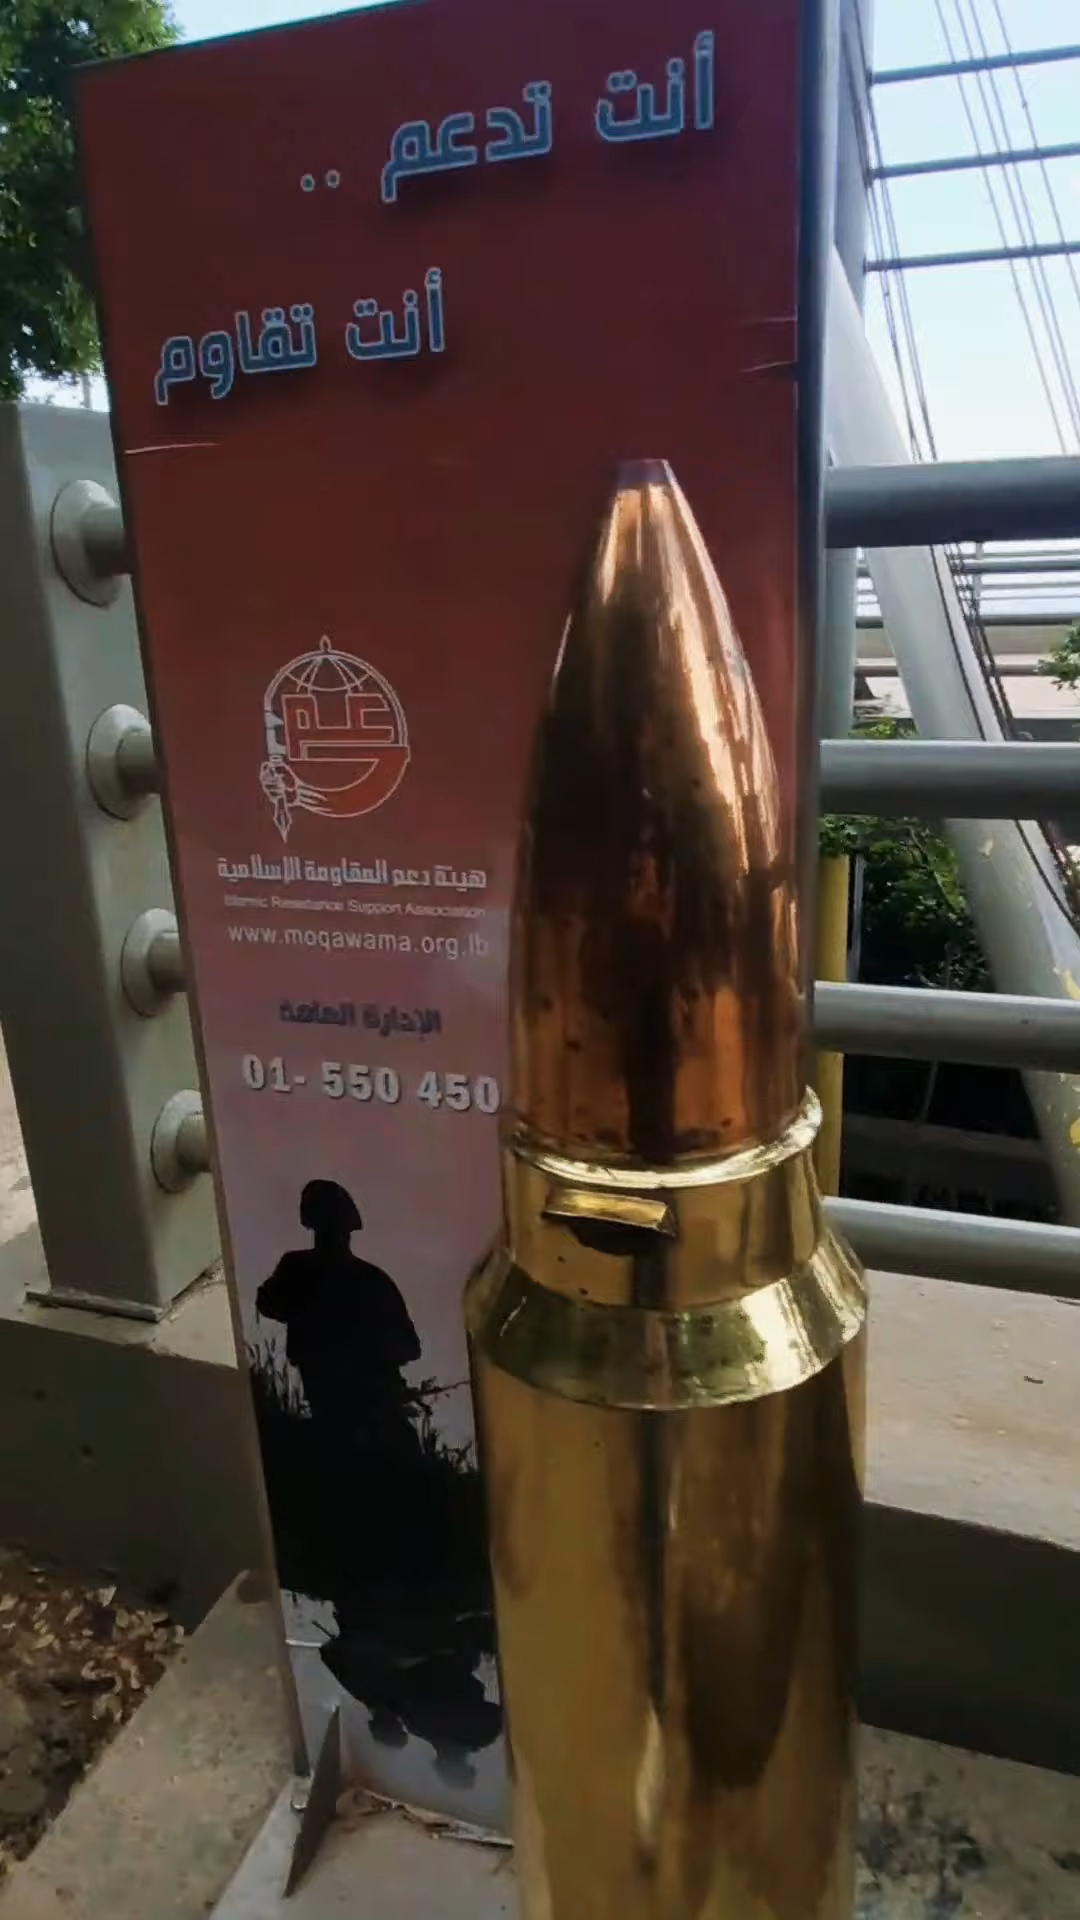 أنت تدعم ..
أنت تقاوم
هيئة دعم المقاومة الإسلامية
Islamic Resistance Support Association
www.moqawama.org.lb
الإدارة العامة
01- 550 450